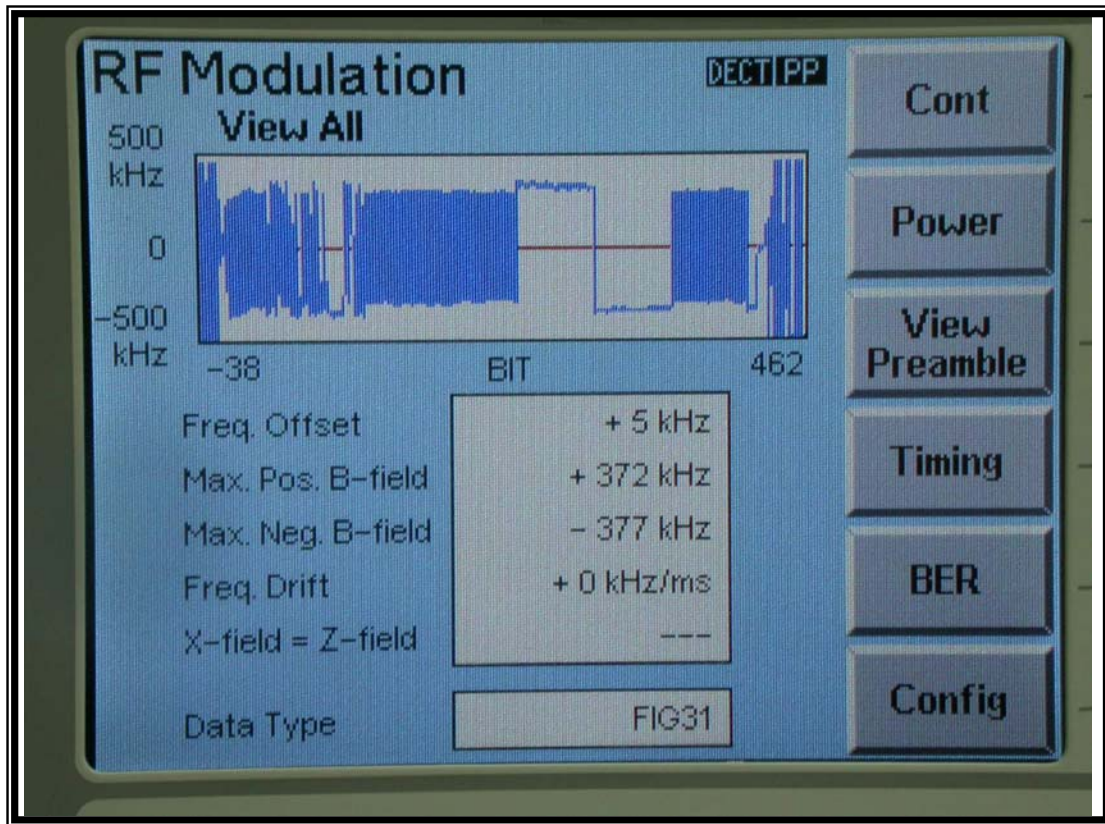 RF Modulation DECT PP
View All
500
kHz
0
-500
kHz
-38 BIT 462
Freq. Offset + 5 kHz
Max. Pos. B-field + 372 kHz
Max. Neg. B-field - 377 kHz
Freq. Drift + 0 kHz/ms
X-field = Z-field ---
Data Type FIG31
Cont
Power
View
Preamble
Timing
BER
Config